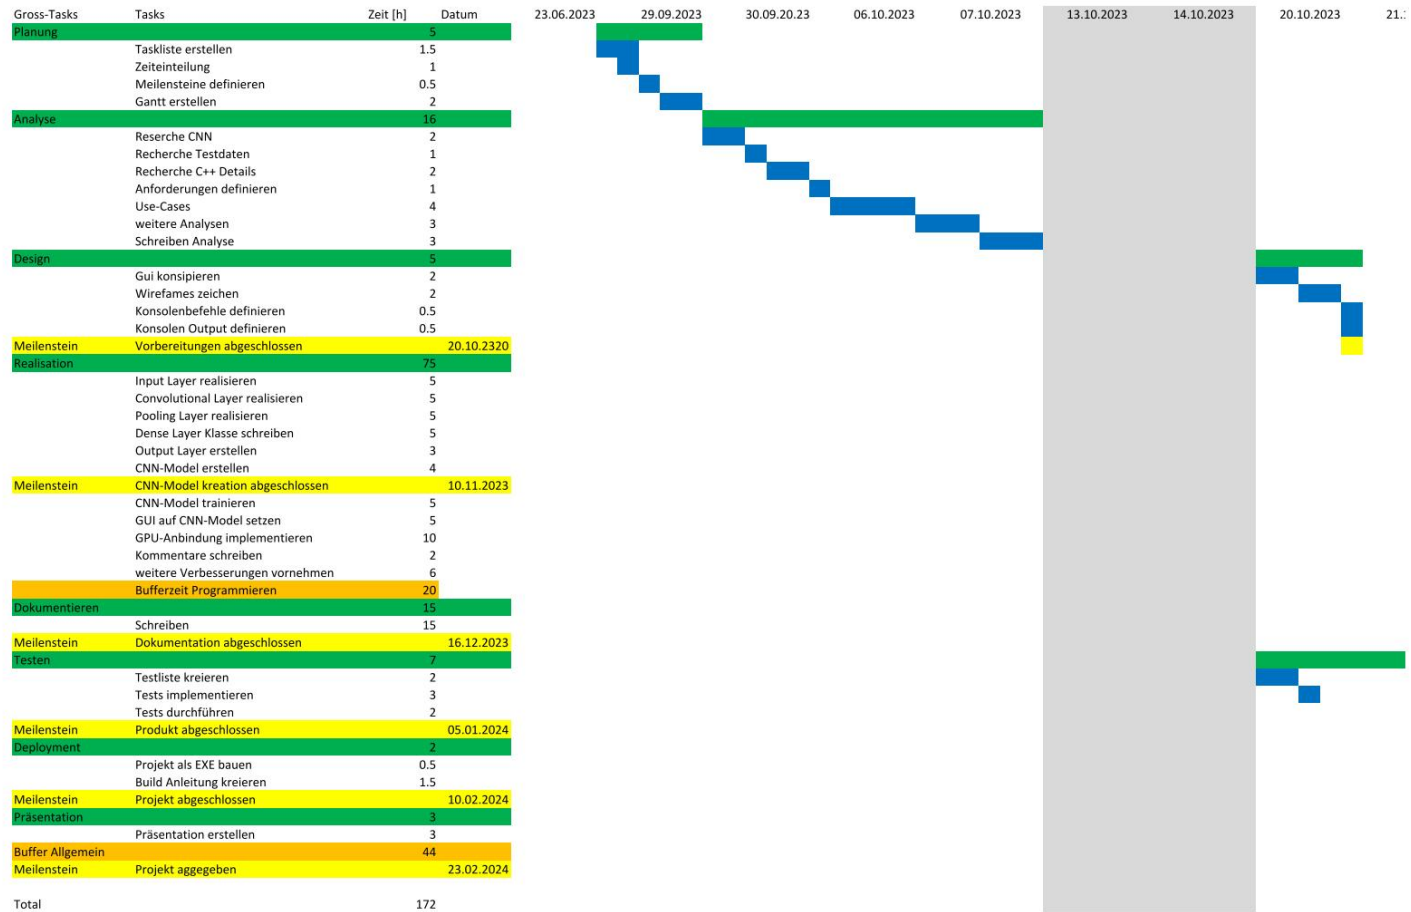 Gross-Tasks Tasks Zeit [h] Datum 23.06.2023 29.09.2023 30.09.20.23 06.10.2023 07.10.2023 13.10.2023 14.10.2023 20.10.2023 21.
Planung 5
Taskliste erstellen 1.5
Zeiteinteilung 1
Meilensteine definieren 0.5
Gantt erstellen 2
Analyse 16
Reserche CNN 2
Recherche Testdaten 1
Recherche C++ Details 2
Anforderungen definieren 1
Use-Cases 4
weitere Analysen 3
Schreiben Analyse 3
Design 5
Gui konsipieren 2
Wirefames zeichen 2
Konsolenbefehle definieren 0.5
Konsolen Output definieren 0.5
Meilenstein Vorbereitungen abgeschlossen 20.10.2320
Realisation 75
Input Layer realisieren 5
Convolutional Layer realisieren 5
Pooling Layer realisieren 5
Dense Layer Klasse schreiben 5
Output Layer erstellen 3
CNN-Model erstellen 4
Meilenstein CNN-Model kreation abgeschlossen 10.11.2023
CNN-Model trainieren 5
GUI auf CNN-Model setzen 5
GPU-Anbindung implementieren 10
Kommentare schreiben 2
weitere Verbesserungen vornehmen 6
Bufferzeit Programmieren 20
Dokumentieren 15
Schreiben 15
Meilenstein Dokumentation abgeschlossen 16.12.2023
Testen 7
Testliste kreieren 2
Tests implementieren 3
Tests durchführen 2
Meilenstein Produkt abgeschlossen 05.01.2024
Deployment 2
Projekt als EXE bauen 0.5
Build Anleitung kreieren 1.5
Meilenstein Projekt abgeschlossen 10.02.2024
Präsentation 3
Präsentation erstellen 3
Buffer Allgemein 44
Meilenstein Projekt aggegeben 23.02.2024
Total 172